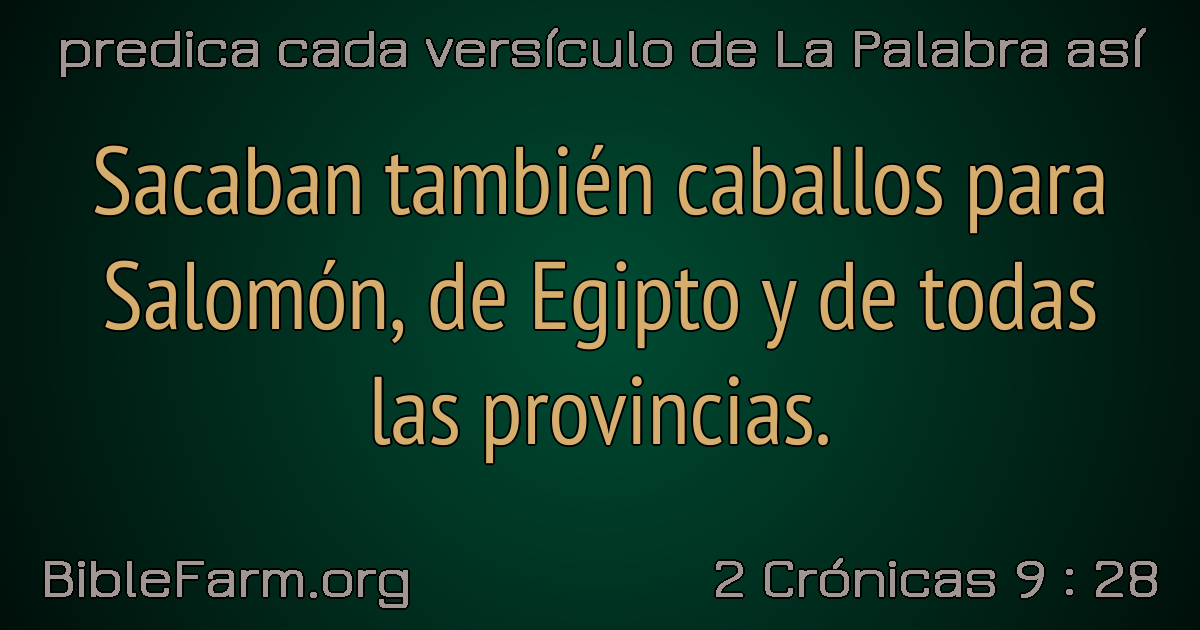 predica cada versículo de La Palabra así
Sacaban también caballos para
Salomón, de Egipto y de todas
las provincias.
BibleFarm.org
2 Crónicas 9 : 28